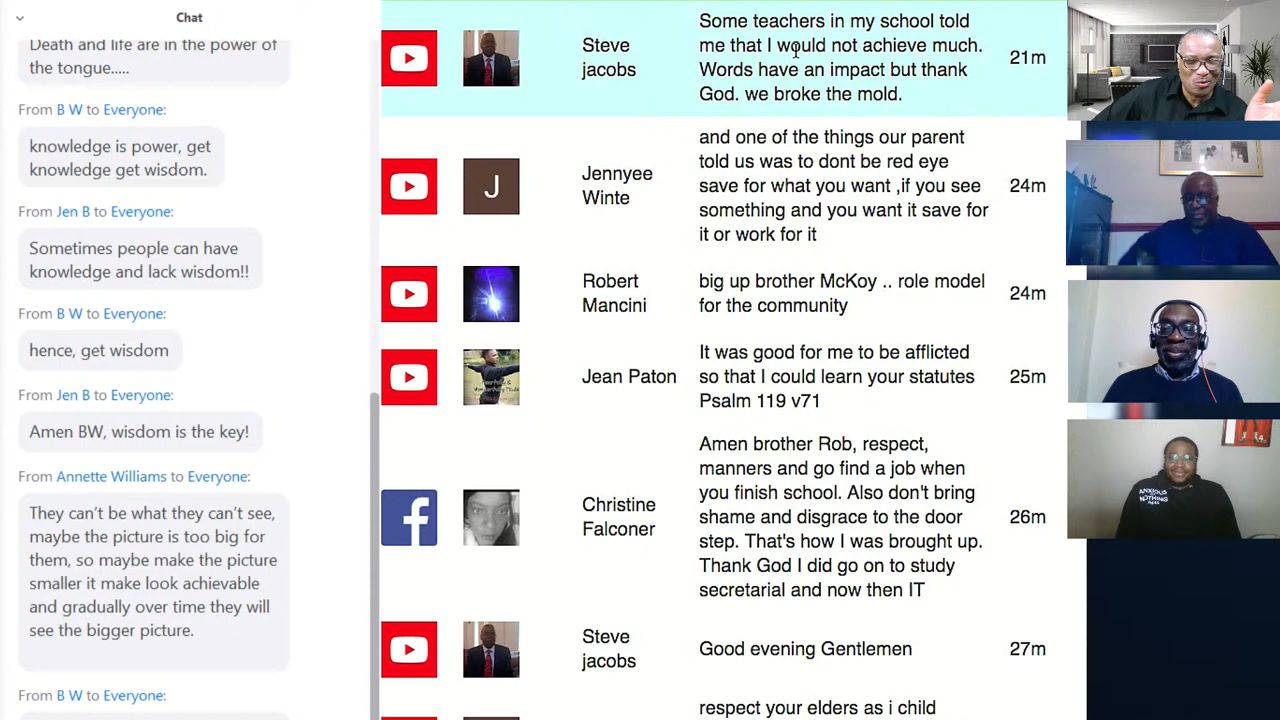 Chat
Death and life are in the power of
the tongue.....
From B W to Everyone:
knowledge is power, get
knowledge get wisdom.
From Jen B to Everyone:
Sometimes people can have
knowledge and lack wisdom!!
From B W to Everyone:
hence, get wisdom
From Jen B to Everyone:
Amen BW, wisdom is the key!
From Annette Williams to Everyone:
They can't be what they can't see,
maybe the picture is too big for
them, so maybe make the picture
smaller it make look achievable
and gradually over time they will
see the bigger picture.
From B W to Everyone:
Steve
jacobs
Some teachers in my school told
me that I would not achieve much.
Words have an impact but thank
God. we broke the mold.
21m
J
Jennyee
Winte
and one of the things our parent
told us was to dont be red eye
save for what you want ,if you see
something and you want it save for
it or work for it
24m
Robert
Mancini
big up brother McKoy .. role model
for the community
24m
Jean Paton
It was good for me to be afflicted
so that I could learn your statutes
Psalm 119 v71
25m
Christine
Falconer
Amen brother Rob, respect,
manners and go find a job when
you finish school. Also don't bring
shame and disgrace to the door
step. That's how I was brought up.
Thank God I did go on to study
secretarial and now then IT
26m
Steve
jacobs
Good evening Gentlemen
27m
respect your elders as i child
ANXIOUS
NOTHING